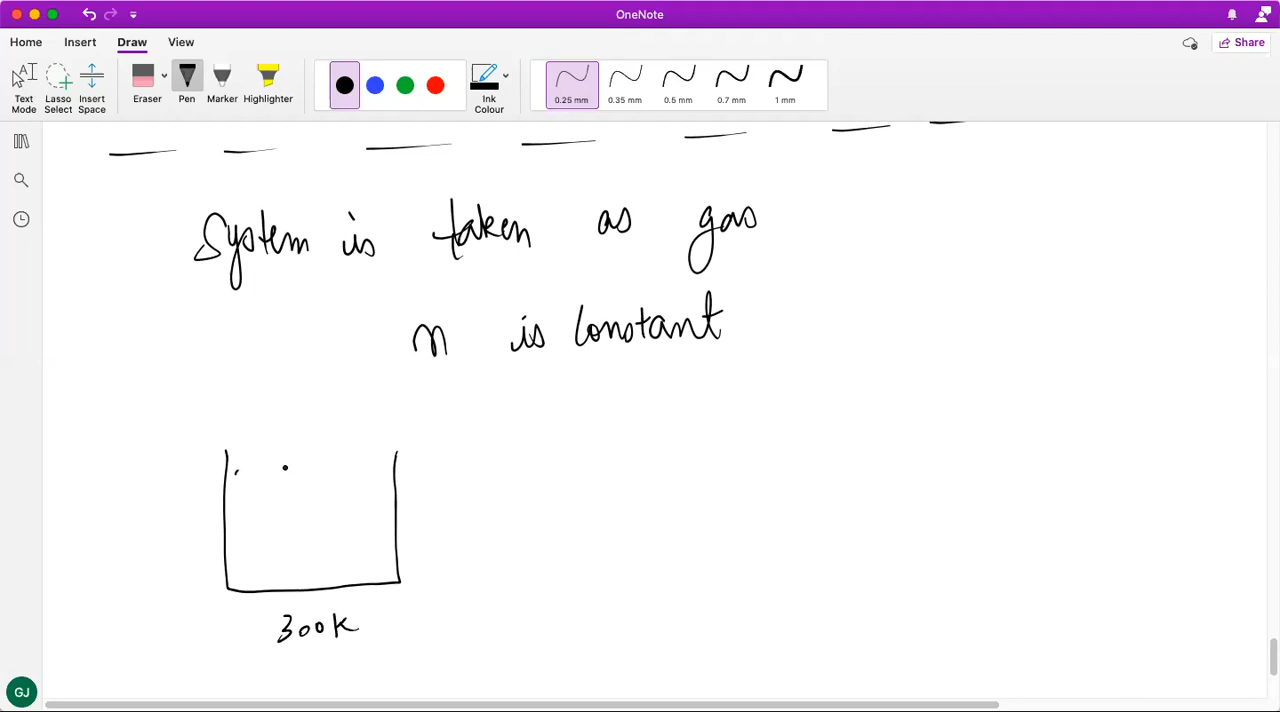 OneNote
Home Insert Draw View
Share
Text Mode
Lasso Select
Insert Space
Eraser
Pen
Marker
Highlighter
Ink Colour
0.25 mm
0.35 mm
0.5 mm
0.7 mm
1 mm
System is taken as gas
n is constant
300K
GJ